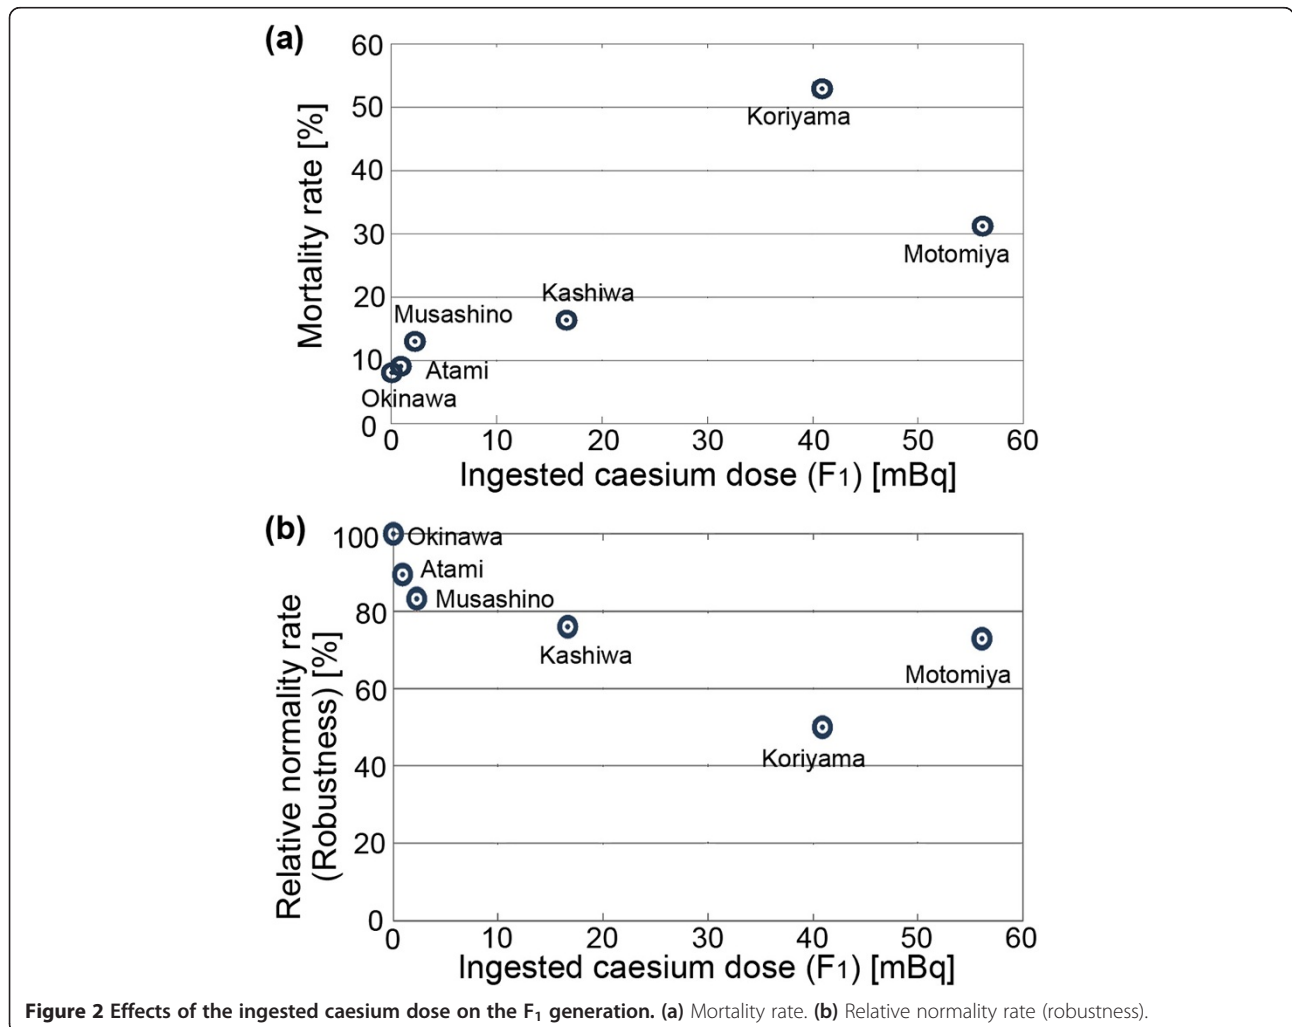 (a)
60
50
40
30
20
10
0
Mortality rate [%]
Koriyama
Motomiya
Kashiwa
Musashino
Atami
Okinawa
0 10 20 30 40 50 60
Ingested caesium dose (F1) [mBq]
(b)
100
80
60
40
20
0
Relative normality rate
(Robustness) [%]
Okinawa
Atami
Musashino
Kashiwa
Motomiya
Koriyama
0 10 20 30 40 50 60
Ingested caesium dose (F1) [mBq]
Figure 2 Effects of the ingested caesium dose on the F1 generation. (a) Mortality rate. (b) Relative normality rate (robustness).